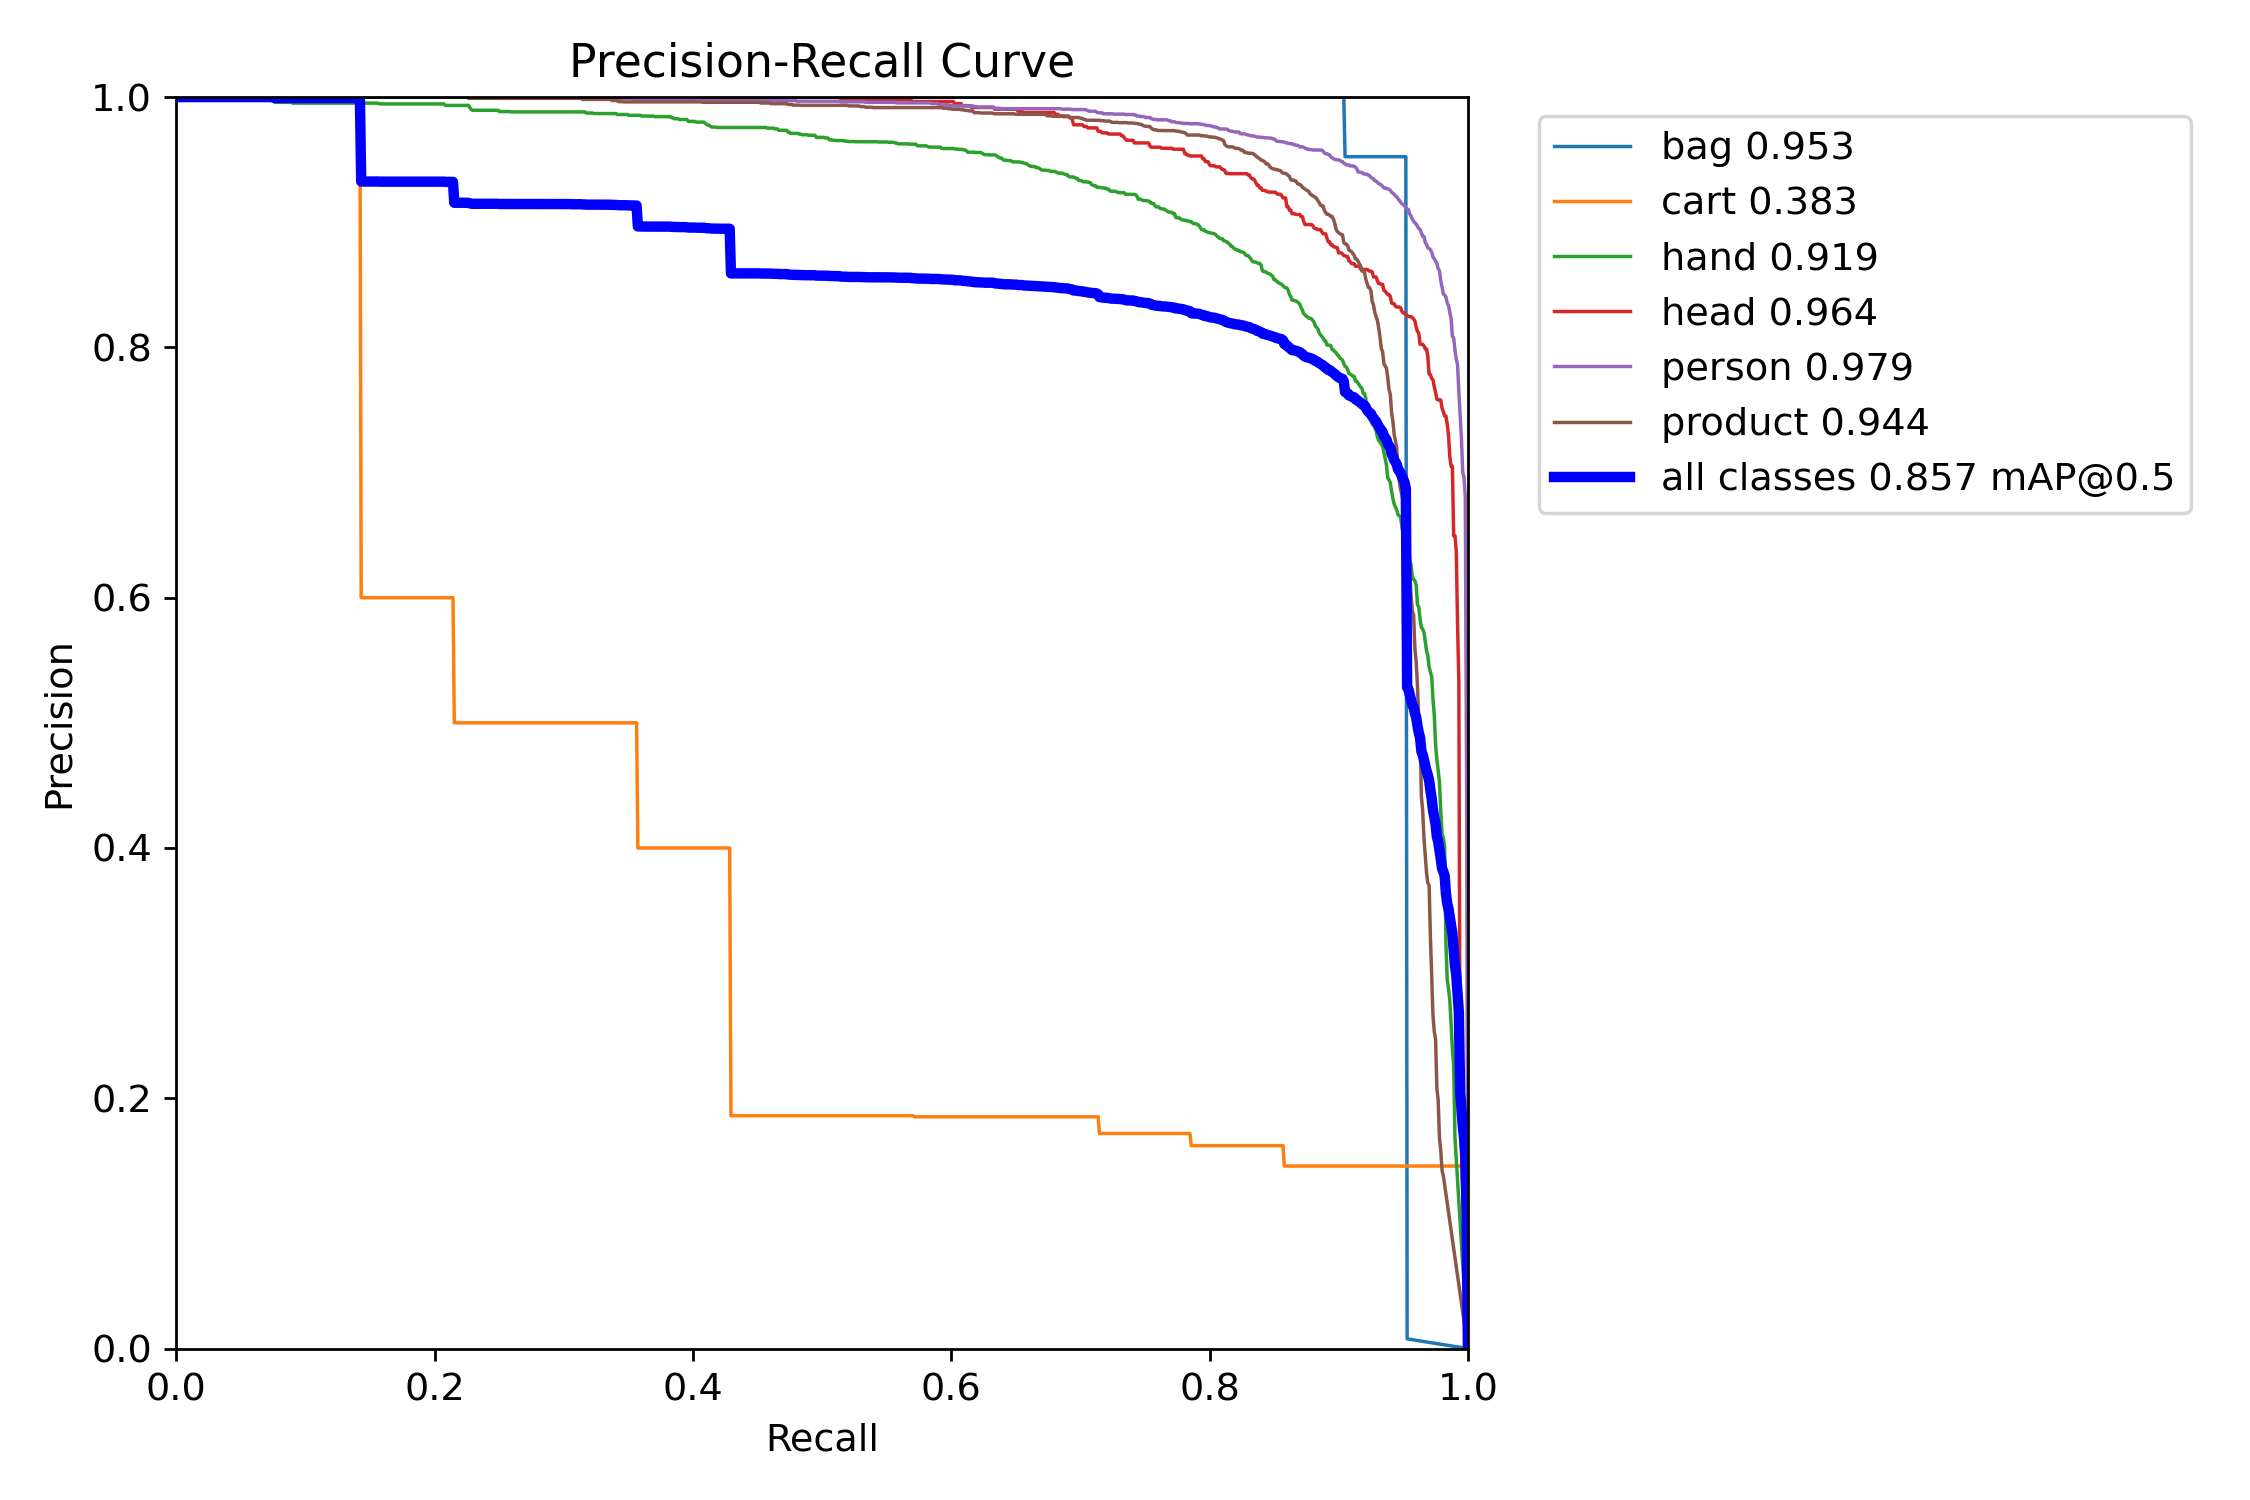 Precision-Recall Curve
1.0
0.8
0.6
0.4
0.2
0.0
Precision
0.0 0.2 0.4 0.6 0.8 1.0
Recall
bag 0.953
cart 0.383
hand 0.919
head 0.964
person 0.979
product 0.944
all classes 0.857 mAP@0.5